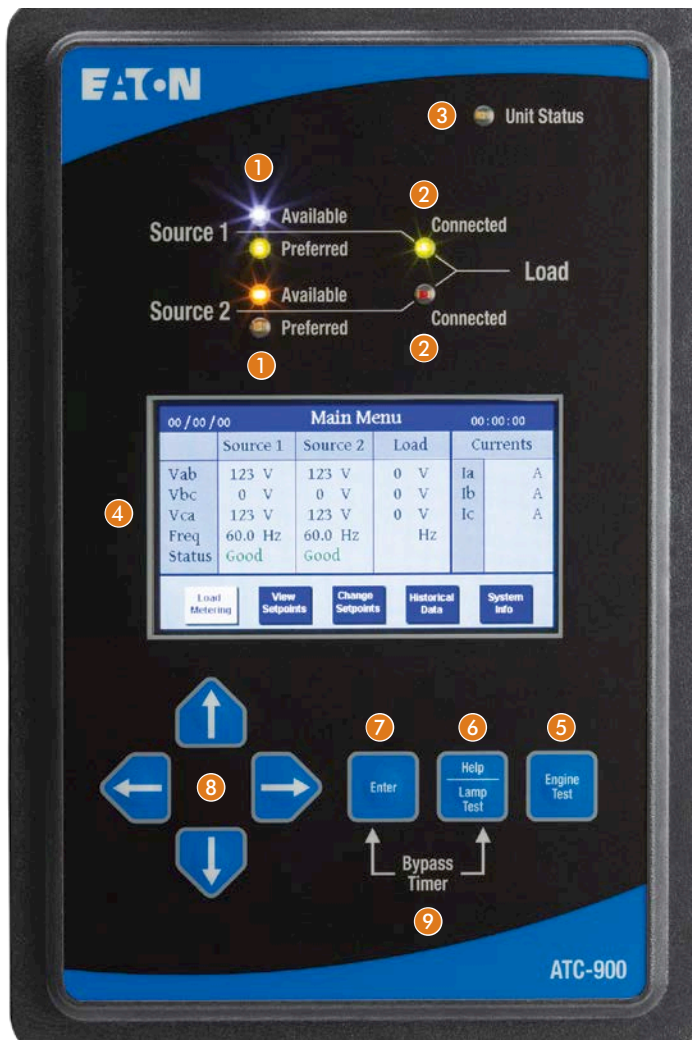 EATON
3 Unit Status
1
2
Available
Connected
Source 1
Preferred
Load
Available
Source 2
Preferred
Connected
1
2
00/00/00 Main Menu 00:00:00
Source 1 Source 2 Load Currents
Vab 123 V 123 V 0 V Ia A
Vbc 0 V 0 V 0 V Ib A
Vca 123 V 123 V 0 V Ic A
Freq 60.0 Hz 60.0 Hz Hz
Status Good Good
4
Load Metering
View Setpoints
Change Setpoints
Historical Data
System Info
7
6
5
8
Enter
Help
Lamp Test
Engine Test
Bypass
Timer
9
ATC-900